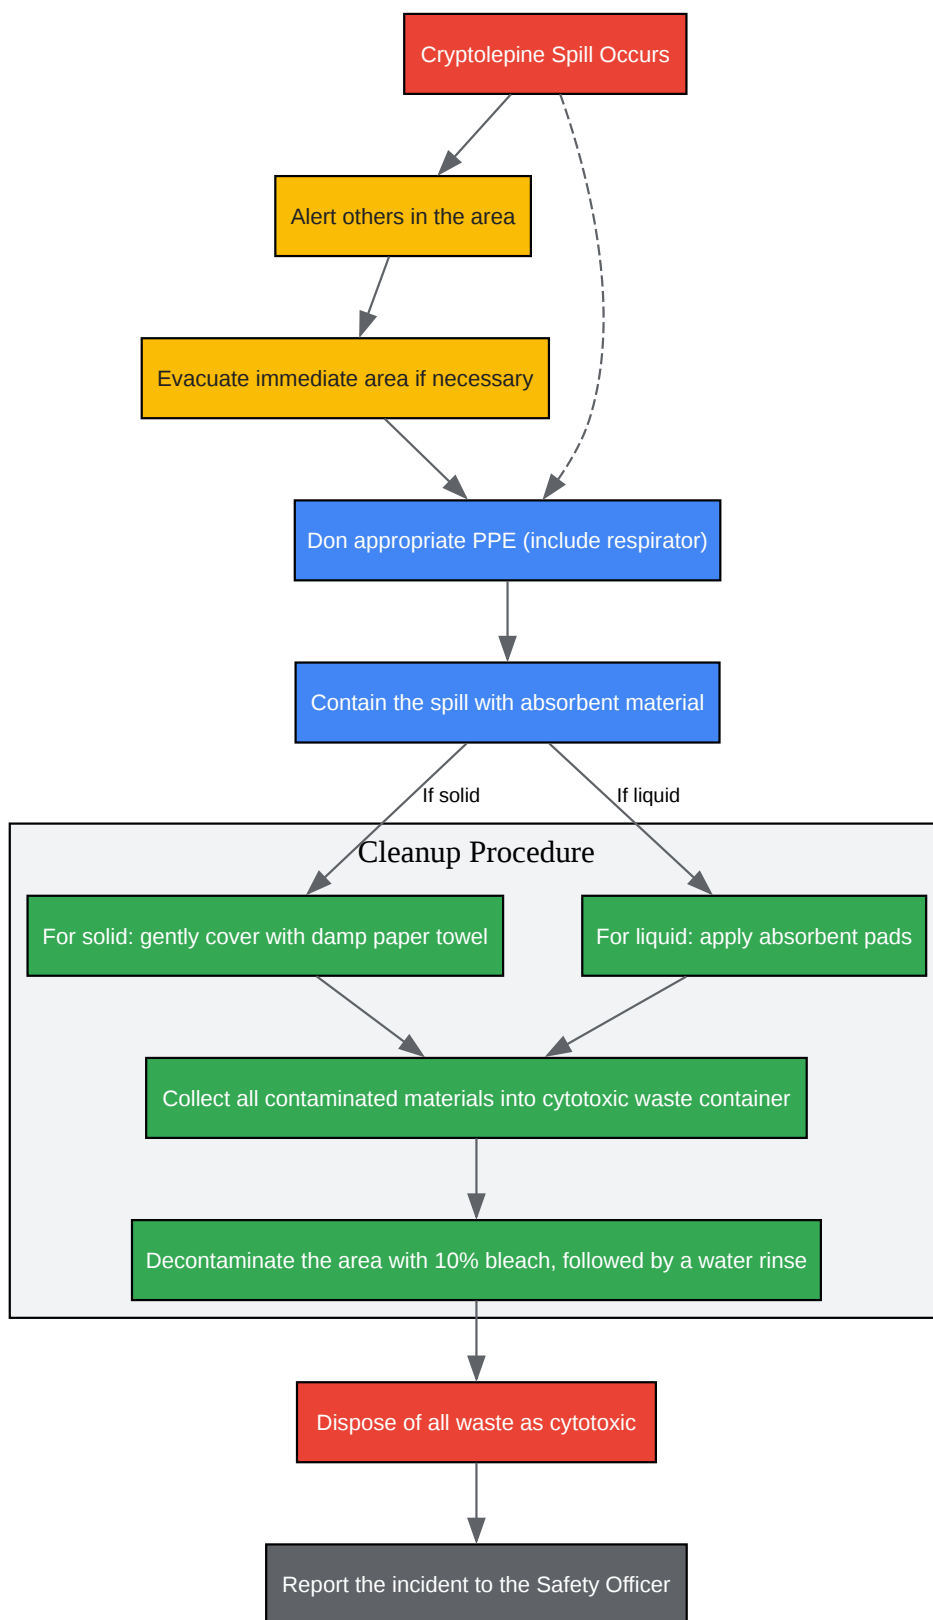 Cryptolepine Spill Occurs
Alert others in the area
Evacuate immediate area if necessary
Don appropriate PPE (include respirator)
Contain the spill with absorbent material
If solid
If liquid
Cleanup Procedure
For solid: gently cover with damp paper towel
For liquid: apply absorbent pads
Collect all contaminated materials into cytotoxic waste container
Decontaminate the area with 10% bleach, followed by a water rinse
Dispose of all waste as cytotoxic
Report the incident to the Safety Officer